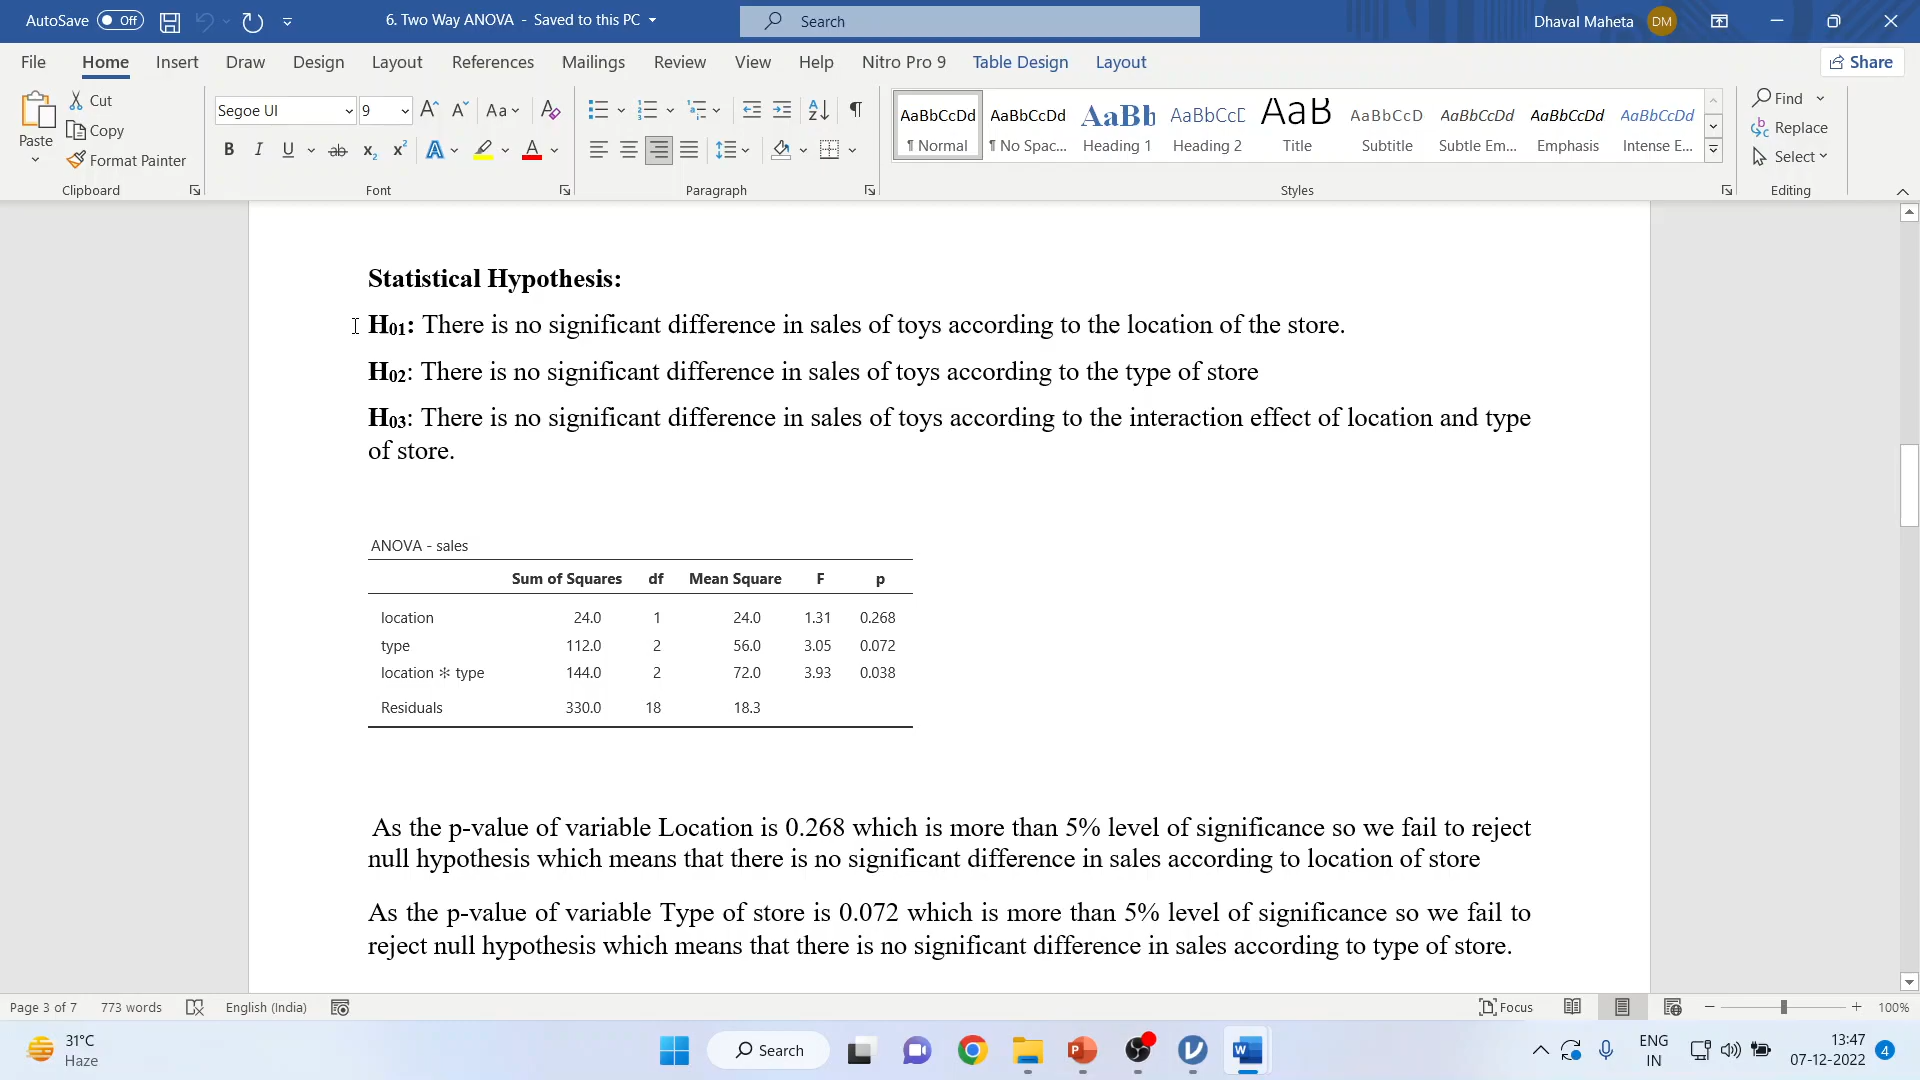 AutoSave Off 6. Two Way ANOVA - Saved to this PC Search Dhaval Maheta DM
File Home Insert Draw Design Layout References Mailings Review View Help Nitro Pro 9 Table Design Layout Share
Paste
Cut
Copy
Format Painter
Clipboard
Segoe UI 9
Font
Paragraph
AaBbCcDd AaBbCcDd AaBb AaBbCcD AaB AaBbCcD AaBbCcDd AaBbCcDd AaBbCcDd
¶ Normal ¶ No Spac... Heading 1 Heading 2 Title Subtitle Subtle Em... Emphasis Intense E...
Styles
Find
Replace
Select
Editing
Statistical Hypothesis:
H01: There is no significant difference in sales of toys according to the location of the store.
H02: There is no significant difference in sales of toys according to the type of store
H03: There is no significant difference in sales of toys according to the interaction effect of location and type
of store.
ANOVA - sales
Sum of Squares df Mean Square F p
location 24.0 1 24.0 1.31 0.268
type 112.0 2 56.0 3.05 0.072
location ✻ type 144.0 2 72.0 3.93 0.038
Residuals 330.0 18 18.3
As the p-value of variable Location is 0.268 which is more than 5% level of significance so we fail to reject
null hypothesis which means that there is no significant difference in sales according to location of store
As the p-value of variable Type of store is 0.072 which is more than 5% level of significance so we fail to
reject null hypothesis which means that there is no significant difference in sales according to type of store.
Page 3 of 7 773 words English (India) Focus 100%
31°C
Haze
Search
ENG
IN
13:47
07-12-2022
4